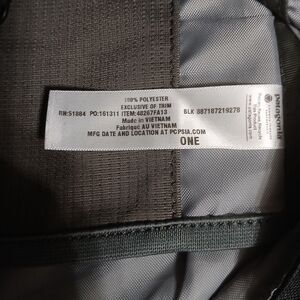 100% POLYESTER
EXCLUSIVE OF TRIM
RN:51884 PO:161311 ITEM:48267FA13 BLK 887187219278
Made in VIETNAM
Fabriqué AU VIETNAM
MFG DATE AND LOCATION AT PCPSIA.COM
ONE
patagonia